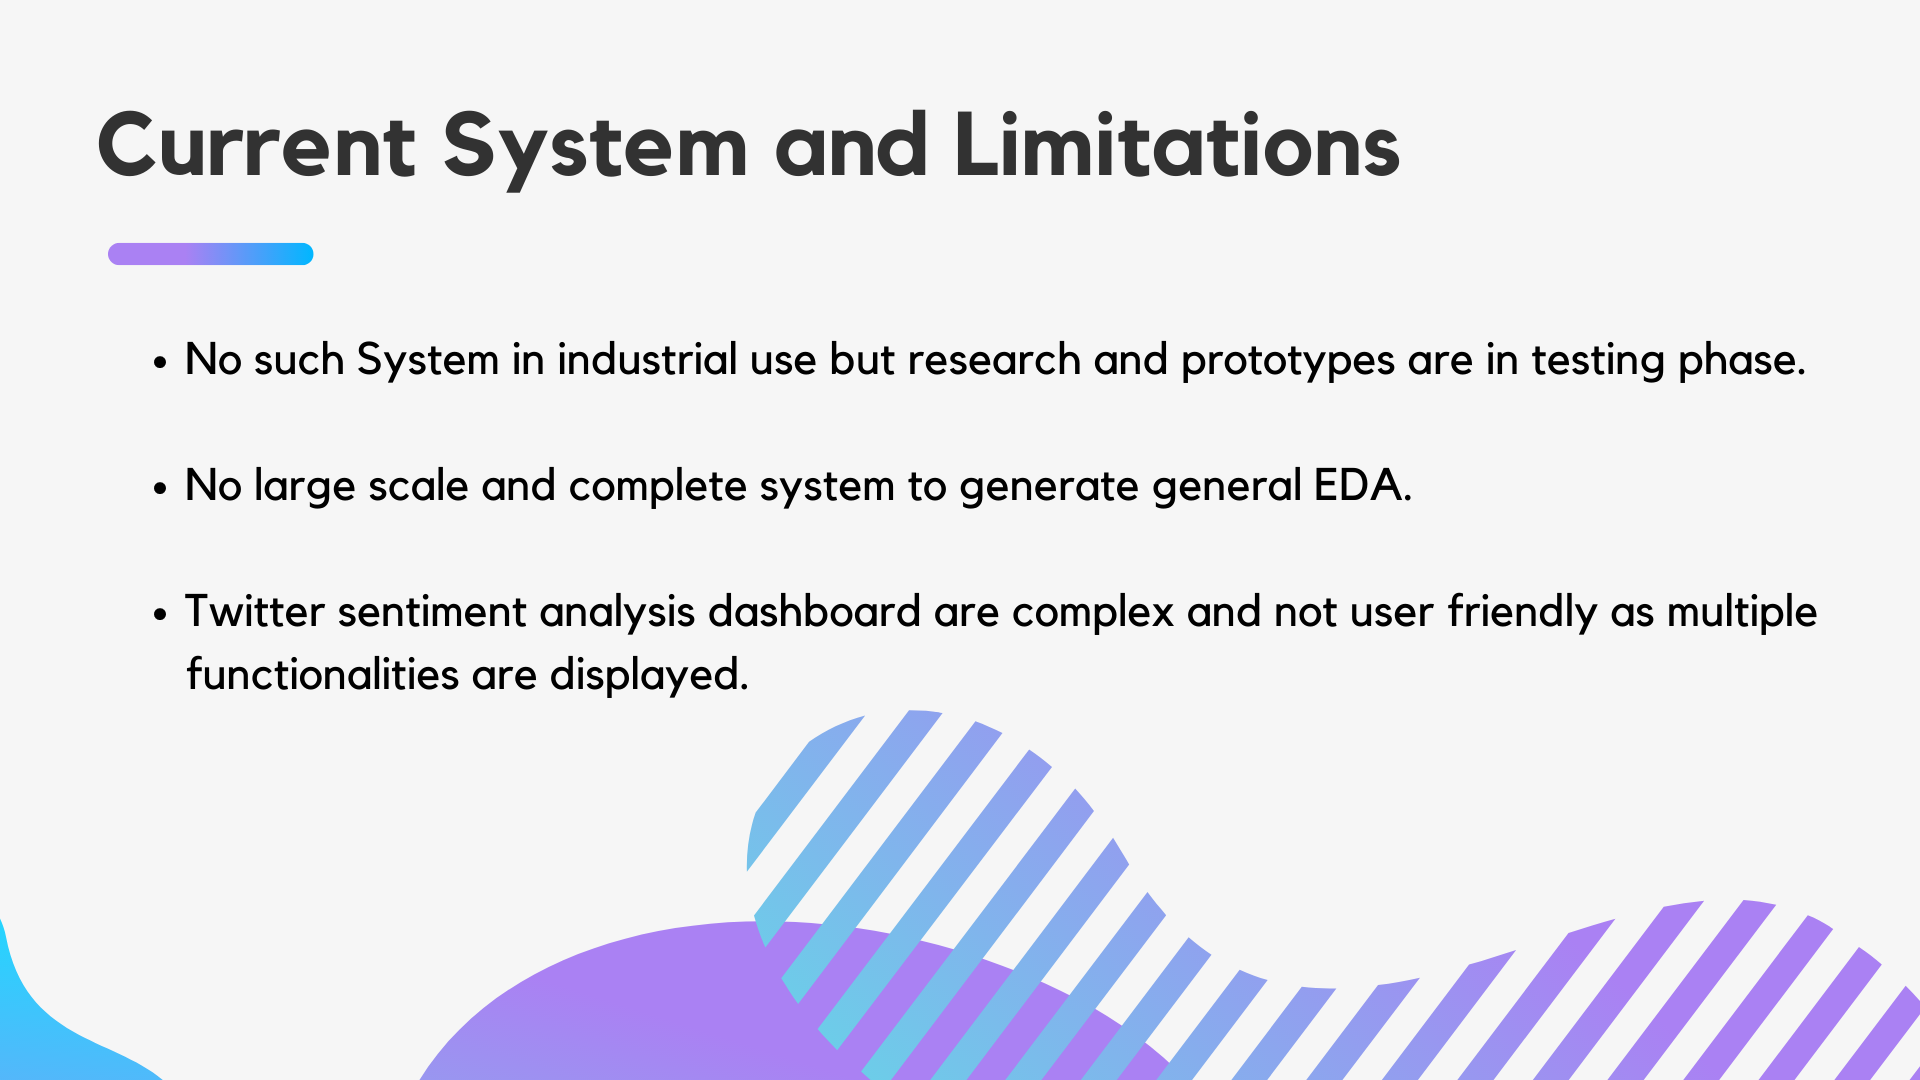 Current System and Limitations
• No such System in industrial use but research and prototypes are in testing phase.
• No large scale and complete system to generate general EDA.
• Twitter sentiment analysis dashboard are complex and not user friendly as multiple
functionalities are displayed.